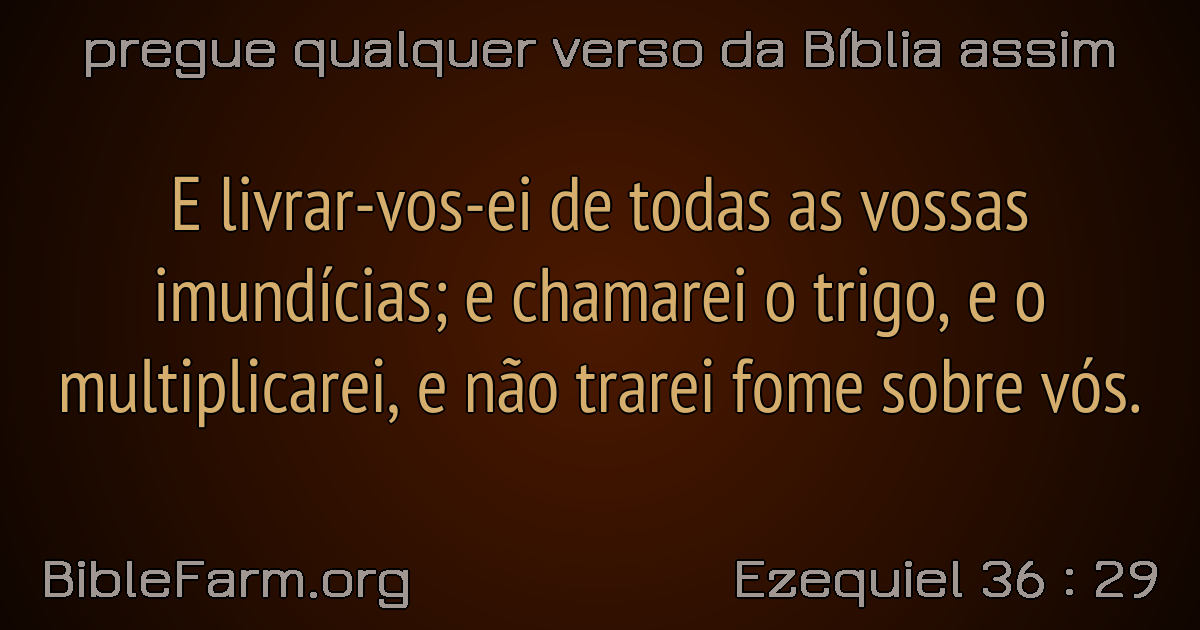 pregue qualquer verso da Bíblia assim
E livrar-vos-ei de todas as vossas
imundícias; e chamarei o trigo, e o
multiplicarei, e não trarei fome sobre vós.
BibleFarm.org
Ezequiel 36 : 29